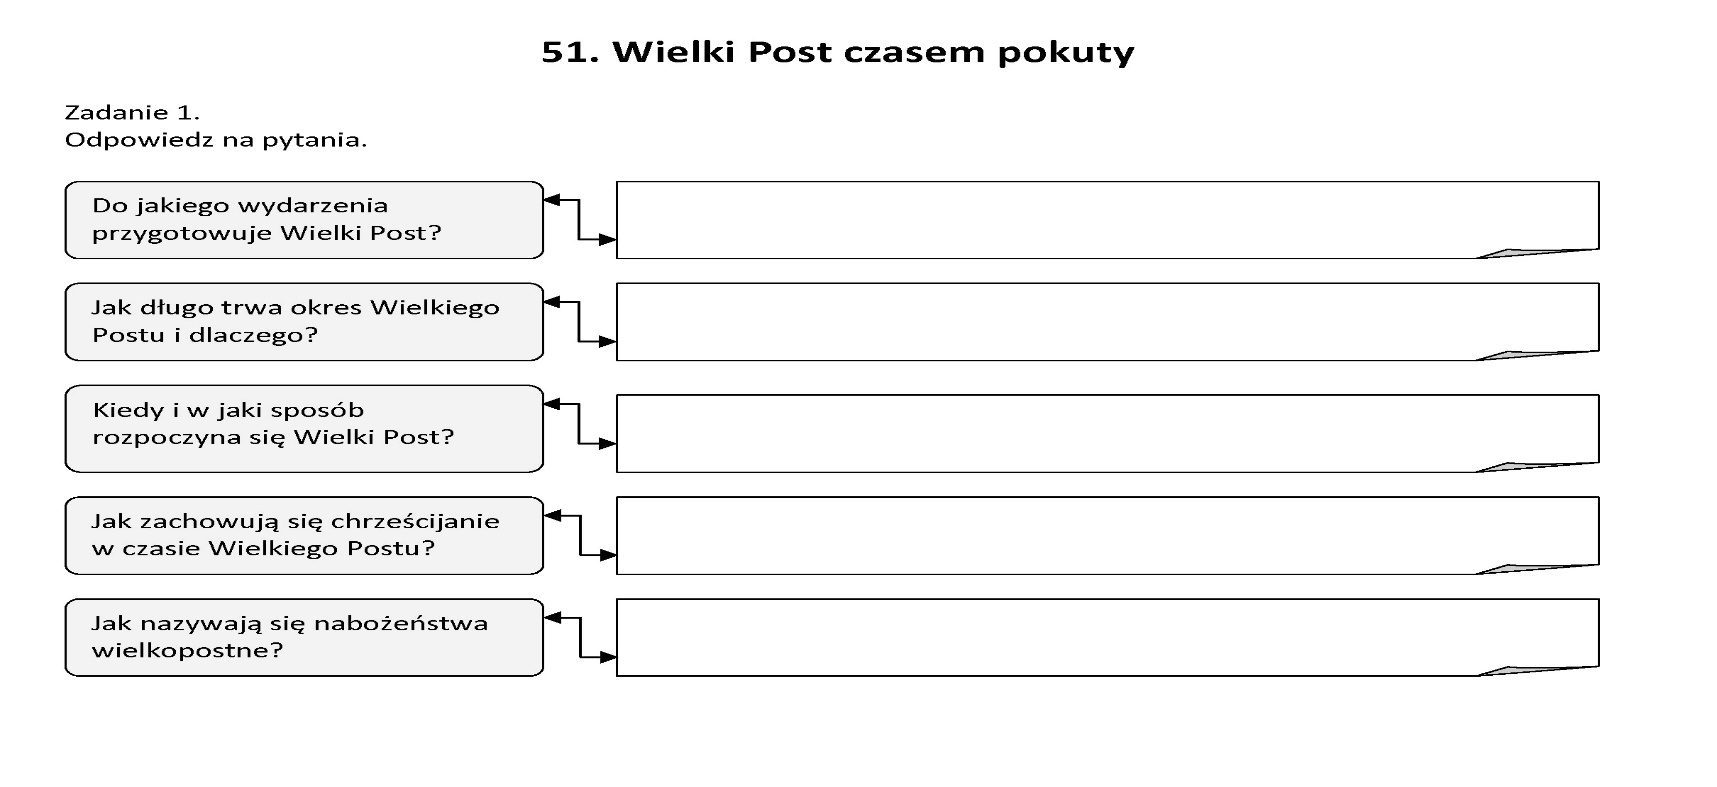 51. Wielki Post czasem pokuty
Zadanie 1.
Odpowiedz na pytania.
Do jakiego wydarzenia
przygotowuje Wielki Post?
Jak długo trwa okres Wielkiego
Postu i dlaczego?
Kiedy i w jaki sposób
rozpoczyna się Wielki Post?
Jak zachowują się chrześcijanie
w czasie Wielkiego Postu?
Jak nazywają się nabożeństwa
wielkopostne?